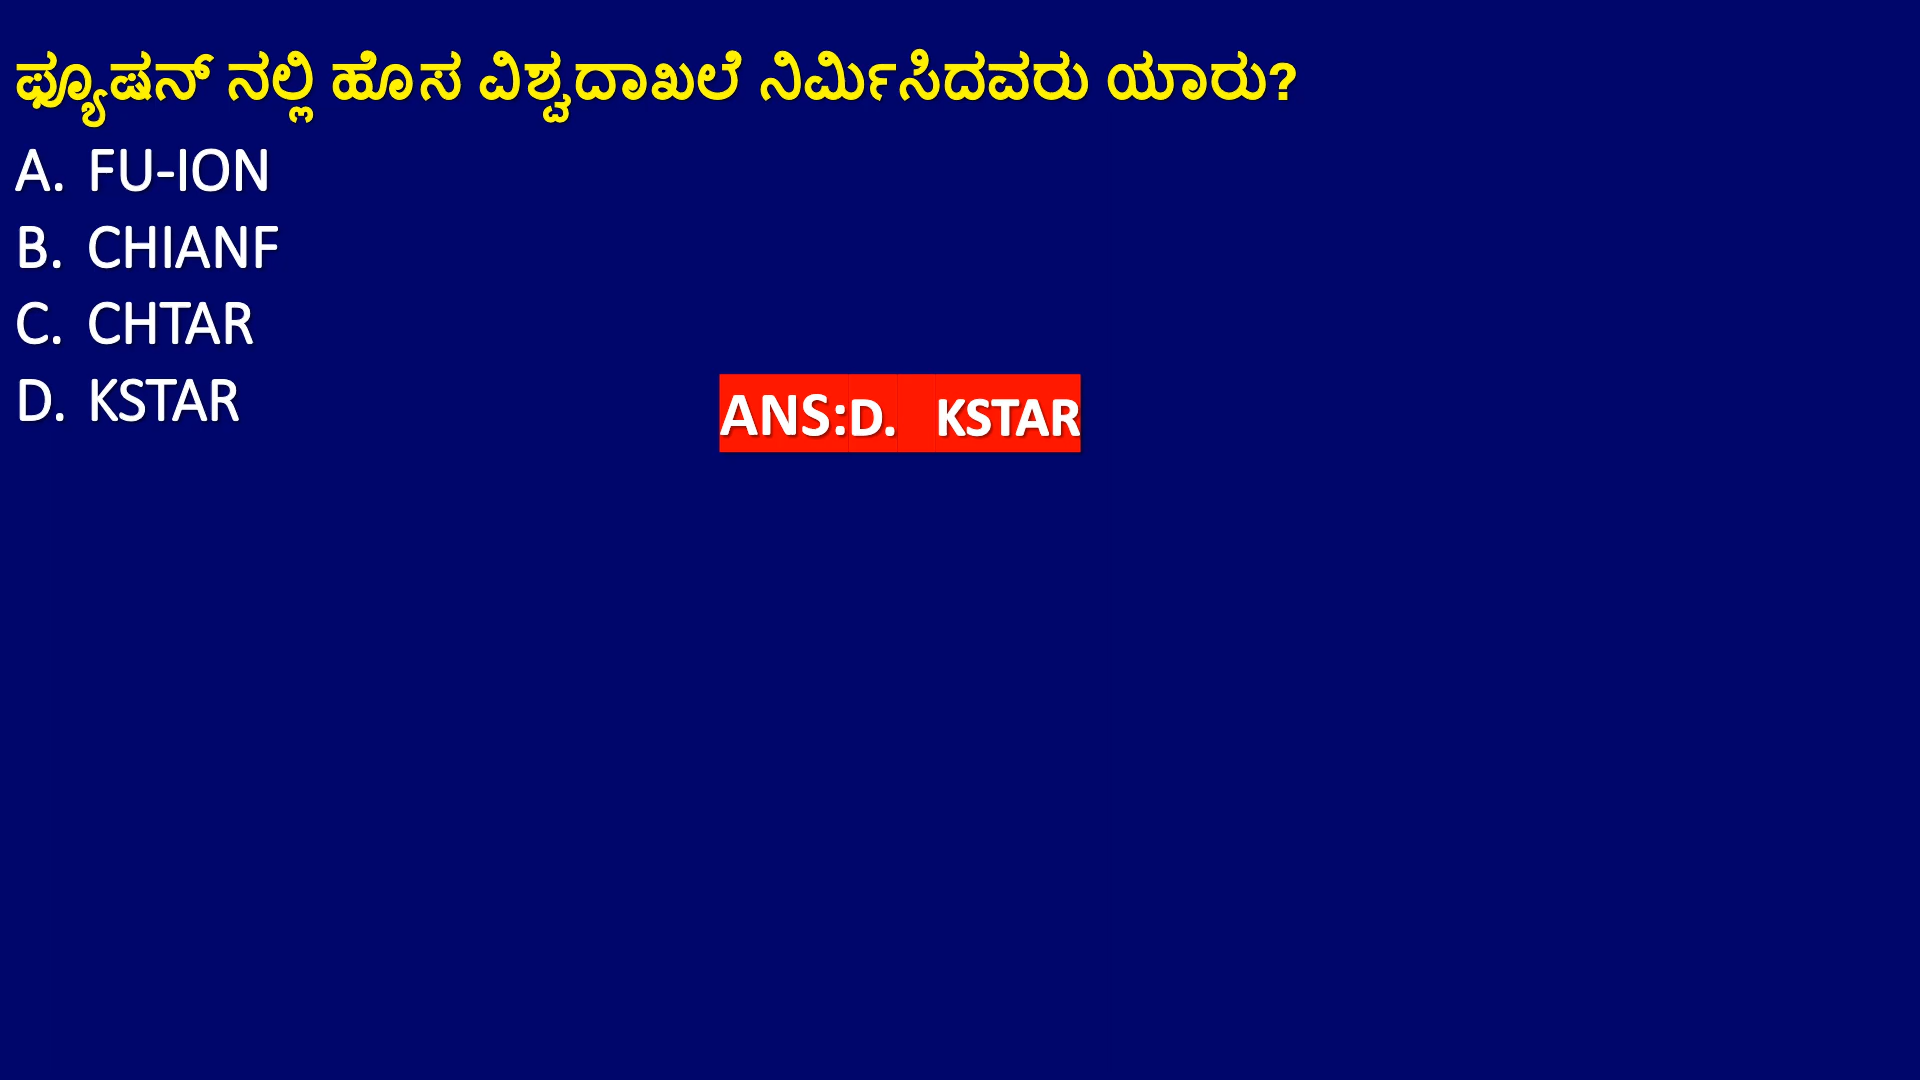 ಫ್ಯೂಷನ್ ನಲ್ಲಿ ಹೊಸ ವಿಶ್ವದಾಖಲೆ ನಿರ್ಮಿಸಿದವರು ಯಾರು?
A. FU-ION
B. CHIANF
C. CHTAR
D. KSTAR
ANS:D. KSTAR